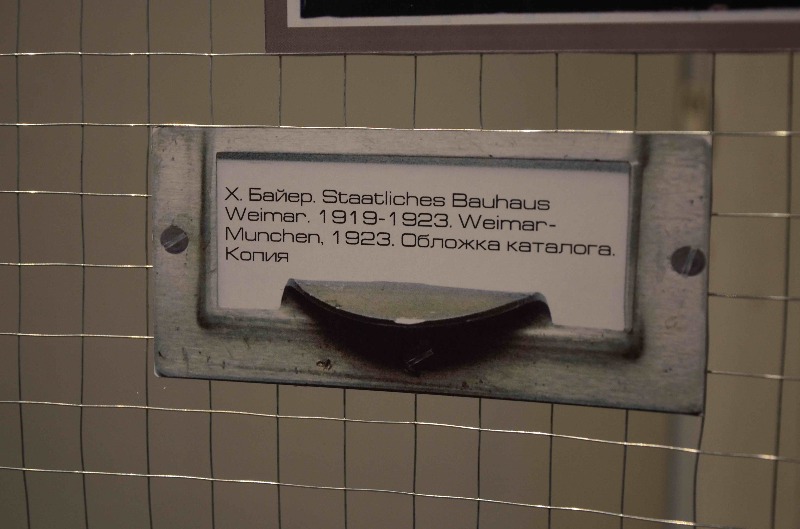 Х. Байер. Staatliches Bauhaus
Weimar. 1919-1923. Weimar-
Munchen, 1923. Обложка каталога.
Копия